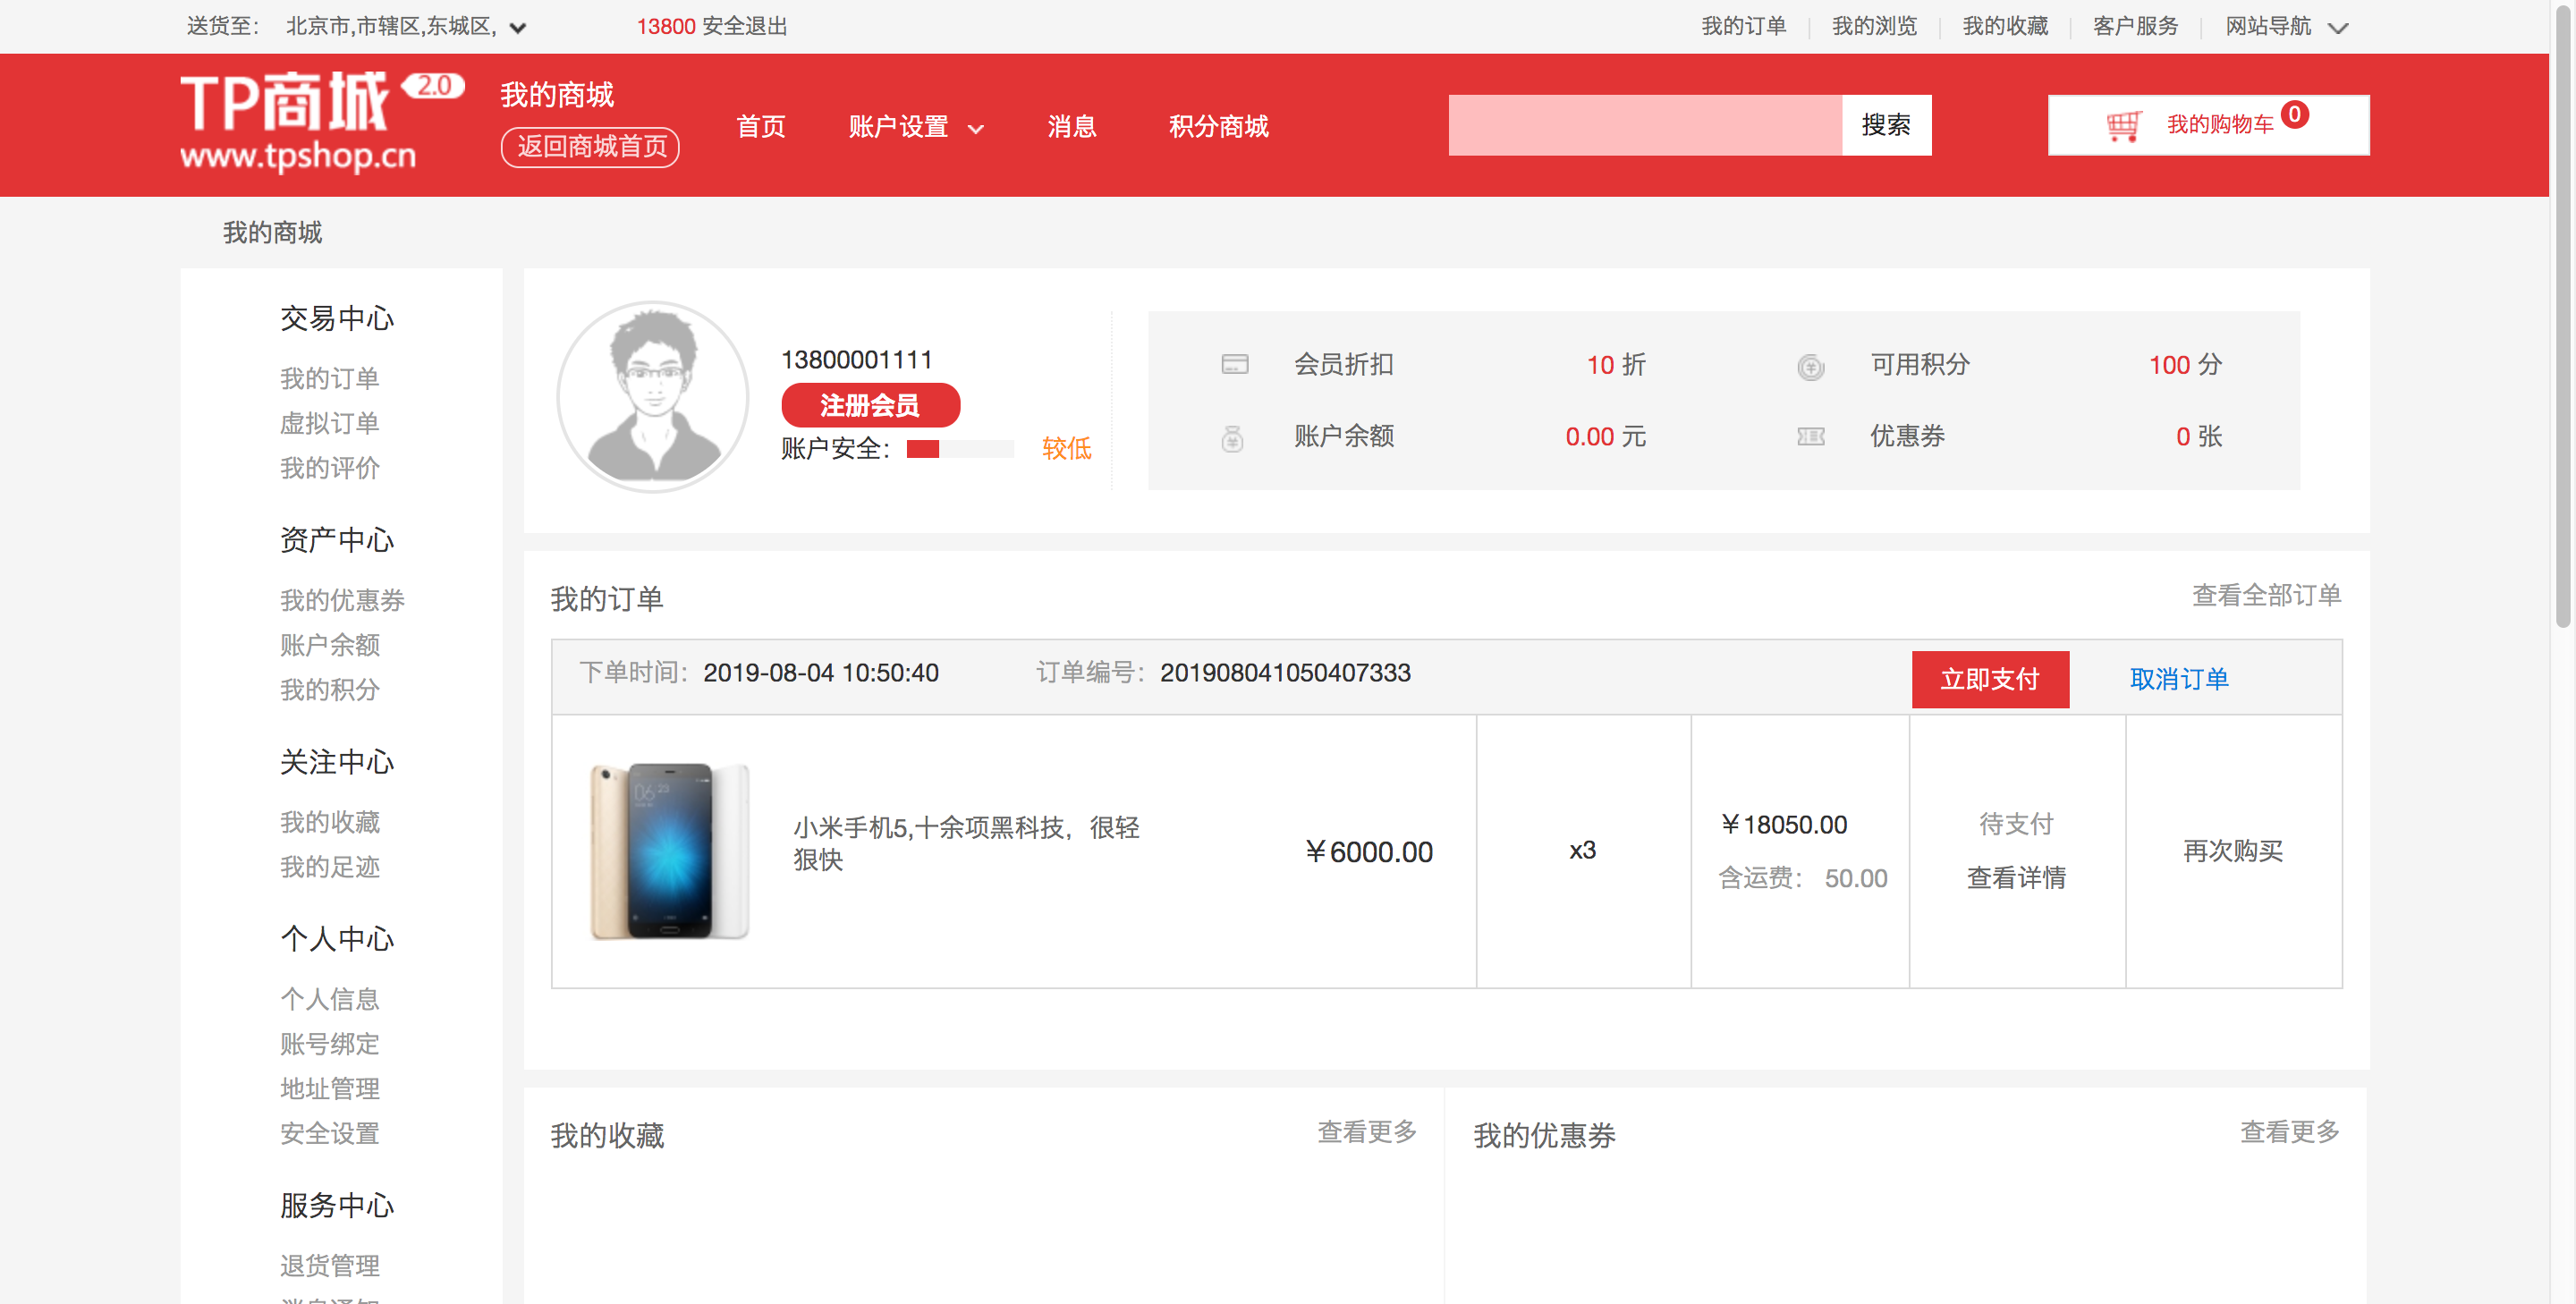 送货至： 北京市,市辖区,东城区, 13800 安全退出 我的订单 我的浏览 我的收藏 客户服务 网站导航
TP商城 2.0
www.tpshop.cn
我的商城
返回商城首页
首页 账户设置 消息 积分商城
搜索
我的购物车 0
我的商城
交易中心
我的订单
虚拟订单
我的评价
资产中心
我的优惠券
账户余额
我的积分
关注中心
我的收藏
我的足迹
个人中心
个人信息
账号绑定
地址管理
安全设置
服务中心
退货管理
13800001111
注册会员
账户安全： 较低
会员折扣 10 折 可用积分 100 分
账户余额 0.00 元 优惠券 0 张
我的订单 查看全部订单
下单时间：2019-08-04 10:50:40 订单编号：201908041050407333 立即支付 取消订单
小米手机5,十余项黑科技，很轻
狠快
￥6000.00
x3
￥18050.00
含运费： 50.00
待支付
查看详情
再次购买
我的收藏 查看更多
我的优惠券 查看更多